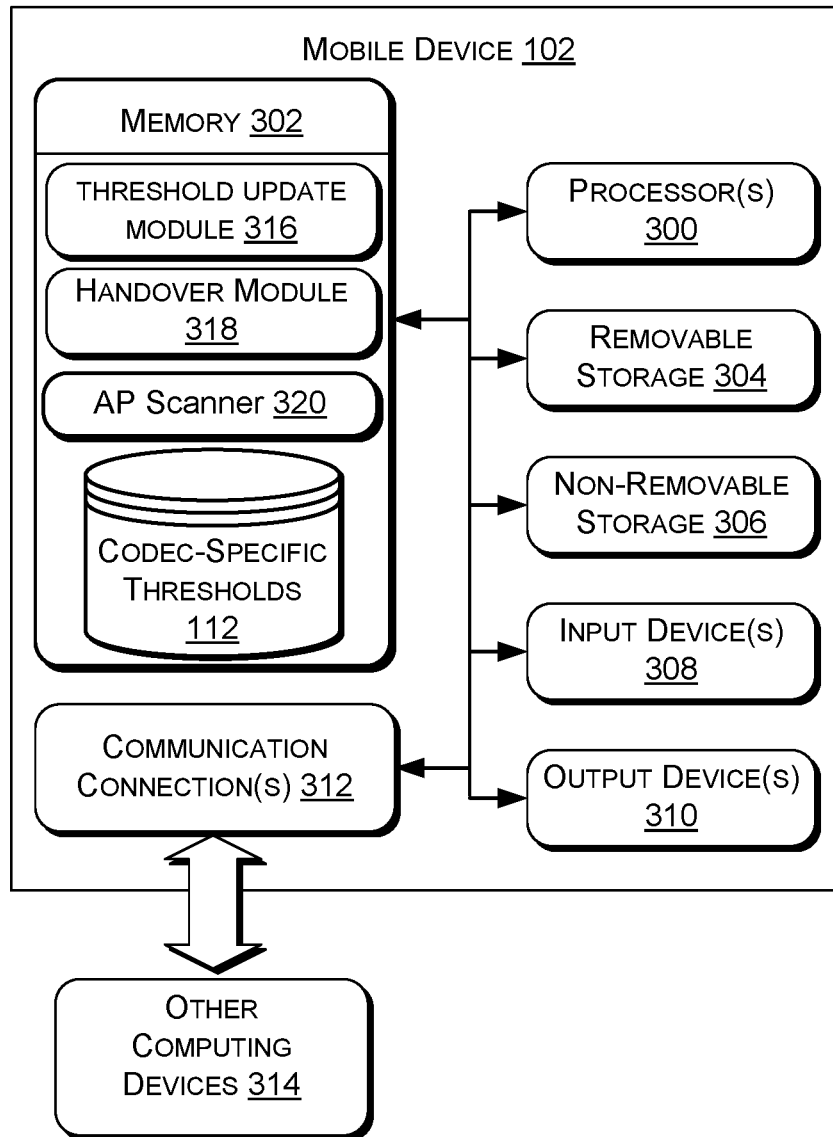 MOBILE DEVICE 102
MEMORY 302
THRESHOLD UPDATE
MODULE 316
HANDOVER MODULE
318
AP Scanner 320
CODEC-SPECIFIC
THRESHOLDS
112
COMMUNICATION
CONNECTION(S) 312
PROCESSOR(S)
300
REMOVABLE
STORAGE 304
NON-REMOVABLE
STORAGE 306
INPUT DEVICE(S)
308
OUTPUT DEVICE(S)
310
OTHER
COMPUTING
DEVICES 314